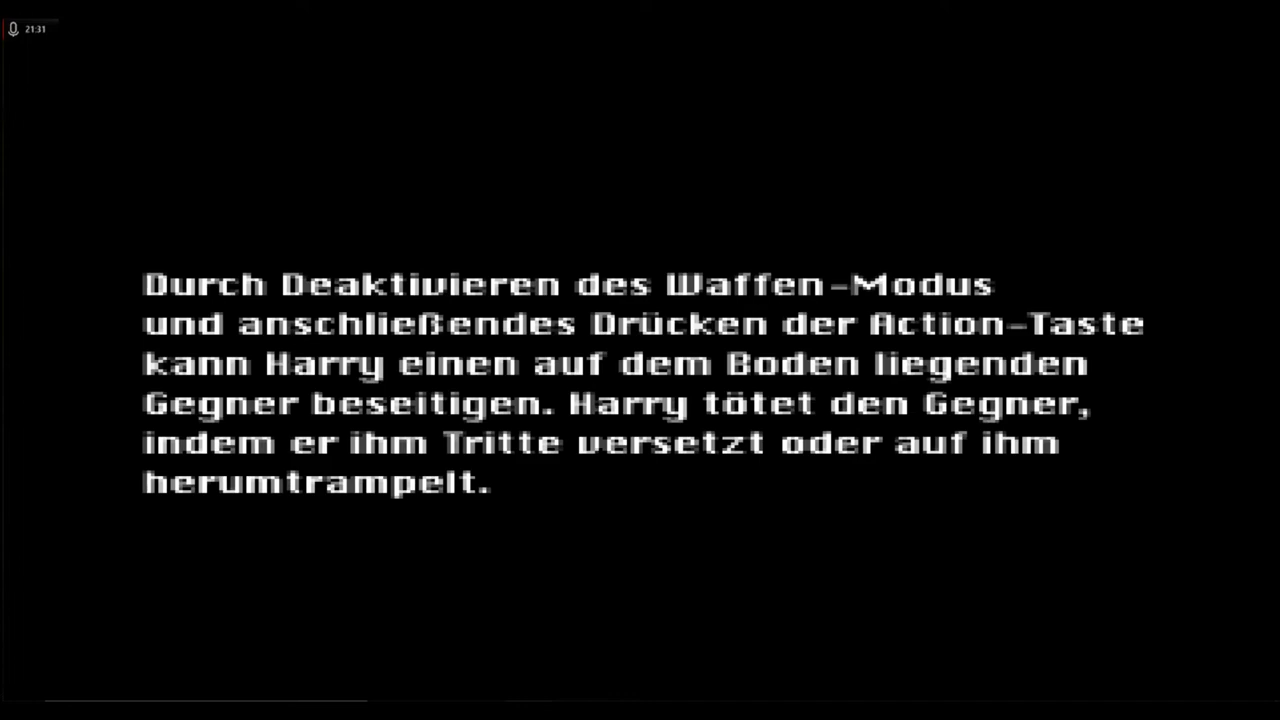 21:31
Durch Deaktivieren des Waffen-Modus
und anschließendes Drücken der Action-Taste
kann Harry einen auf dem Boden liegenden
Gegner beseitigen. Harry tötet den Gegner,
indem er ihm Tritte versetzt oder auf ihm
herumtrampelt.